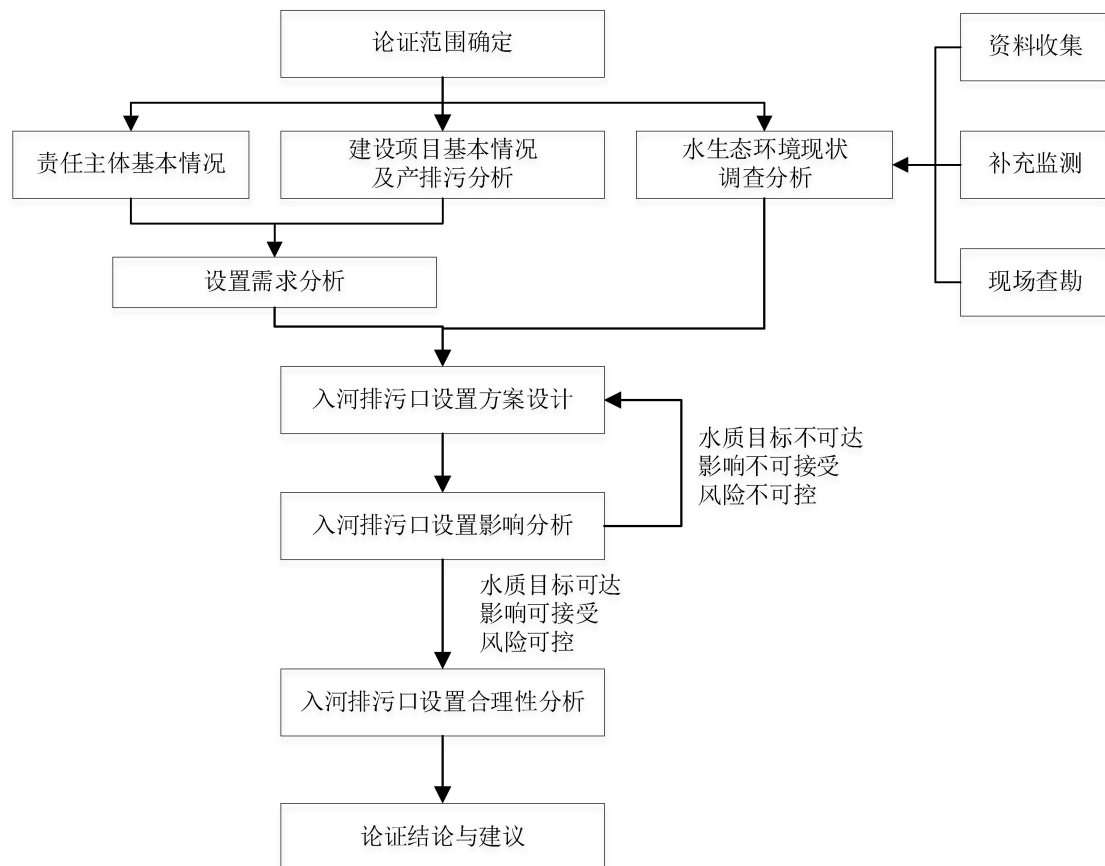 论证范围确定
资料收集
责任主体基本情况
建设项目基本情况
及产排污分析
水生态环境现状
调查分析
补充监测
设置需求分析
现场查勘
入河排污口设置方案设计
水质目标不可达
影响不可接受
风险不可控
入河排污口设置影响分析
水质目标可达
影响可接受
风险可控
入河排污口设置合理性分析
论证结论与建议